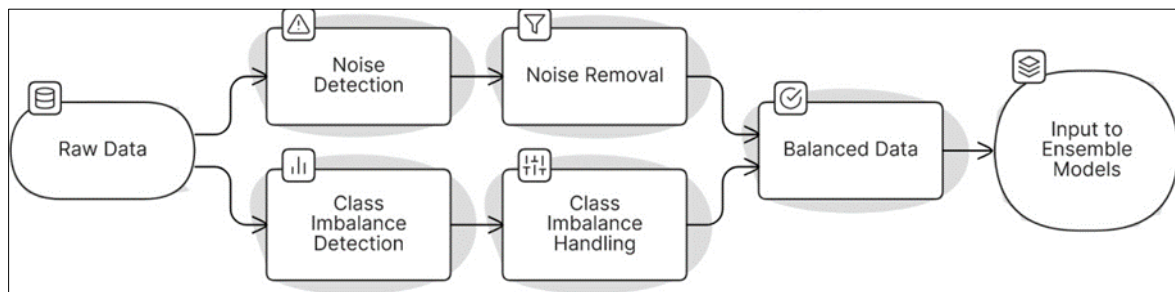 Raw Data
Noise
Detection
Noise Removal
Class
Imbalance
Detection
Class
Imbalance
Handling
Balanced Data
Input to
Ensemble
Models